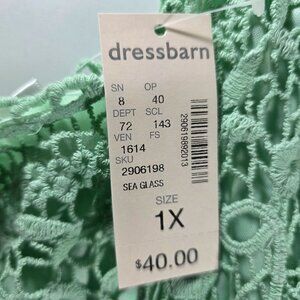 dressbarn
SN OP
8 40
DEPT SCL
72 143
VEN FS
1614
SKU
2906198
SEA GLASS
SIZE
1X
$40.00
290619892013